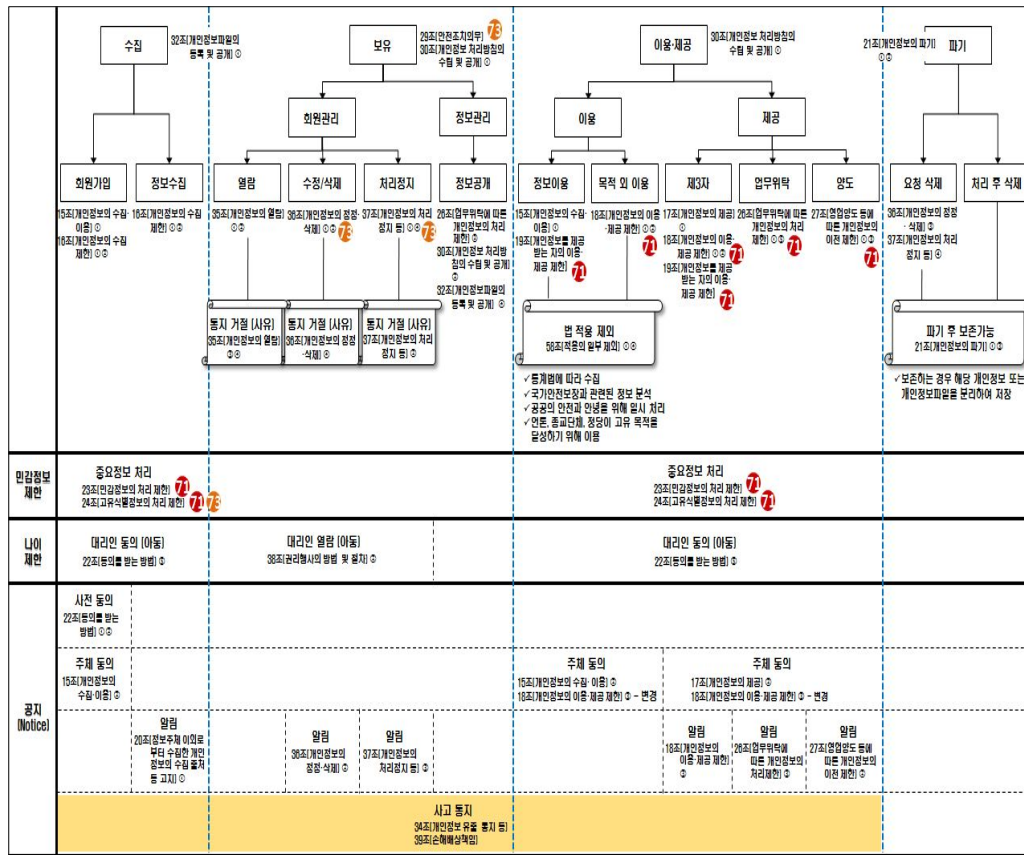 수집
32조[개인정보파일의
등록 및 공개] ①
보유
29조[안전조치의무] 73
30조[개인정보 처리방침의
수립 및 공개] ①
이용·제공
30조[개인정보 처리방침의
수립 및 공개] ①
21조[개인정보의 파기]
파기
회원관리
정보관리
이용
제공
회원가입
정보수집
열람
수정/삭제
처리정지
정보공개
정보이용
목적 외 이용
제3자
업무위탁
양도
요청 삭제
처리 후 삭제
15조[개인정보의 수집·
이용] ①
16조[개인정보의 수집
제한]
16조[개인정보의 수집
제한]
35조[개인정보의 열람]
36조[개인정보의 정정·
삭제] 73
37조[개인정보의 처리
정지 등] 73
26조[업무위탁에 따른
개인정보의 처리
제한]
30조[개인정보 처리방
침의 수립 및 공개]
32조[개인정보파일의
등록 및 공개] ④
15조[개인정보의 수집·
이용] ①
19조[개인정보를 제공
받는 자의 이용·
제공 제한] 71
18조[개인정보의 이용
·제공 제한] 71
17조[개인정보의 제공]
18조[개인정보의 이용·
제공 제한] 71
19조[개인정보를 제공
받는 자의 이용·
제공 제한] 71
26조[업무위탁에 따른
개인정보의 처리
제한] 71
27조[영업양도 등에
따른 개인정보의
이전 제한] 71
36조[개인정보의 정정
·삭제]
37조[개인정보의 처리
정지 등] ④
통지 거절 [사유]
35조[개인정보의 열람]
통지 거절 [사유]
36조[개인정보의 정정
·삭제] ④
통지 거절 [사유]
37조[개인정보의 처리
정지 등]
법 적용 제외
58조[적용의 일부 제외] ①④
✓통계법에 따라 수집
✓국가안전보장과 관련된 정보 분석
✓공공의 안전과 안녕을 위해 일시 처리
✓언론, 종교단체, 정당이 고유 목적을
달성하기 위해 이용
파기 후 보존가능
21조[개인정보의 파기] ①③
✓보존하는 경우 해당 개인정보 또는
개인정보파일을 분리하여 저장
민감정보
제한
중요정보 처리
23조[민감정보의 처리 제한] 71
24조[고유식별정보의 처리 제한] 71 73
중요정보 처리
23조[민감정보의 처리 제한] 71
24조[고유식별정보의 처리 제한] 71
나이
제한
대리인 동의 [아동]
22조[동의를 받는 방법]
대리인 열람 [아동]
38조[권리행사의 방법 및 절차]
대리인 동의 [아동]
22조[동의를 받는 방법]
공지
[Notice]
사전 동의
22조[동의를 받는
방법]
주체 동의
15조[개인정보의
수집·이용]
주체 동의
15조[개인정보의 수집·이용]
18조[개인정보의 이용·제공 제한] - 변경
주체 동의
17조[개인정보의 제공]
18조[개인정보의 이용·제공 제한] - 변경
알림
20조[정보주체 이외로
부터 수집한 개인
정보의 수집 출처
등 고지] ①
알림
36조[개인정보의
정정·삭제]
알림
37조[개인정보의
처리정지 등]
알림
18조[개인정보의
이용·제공 제한]
알림
26조[업무위탁에
따른 개인정보의
처리제한]
알림
27조[영업양도 등에
따른 개인정보의
이전 제한]
사고 통지
34조[개인정보 유출 통지 등]
39조[손해배상책임]